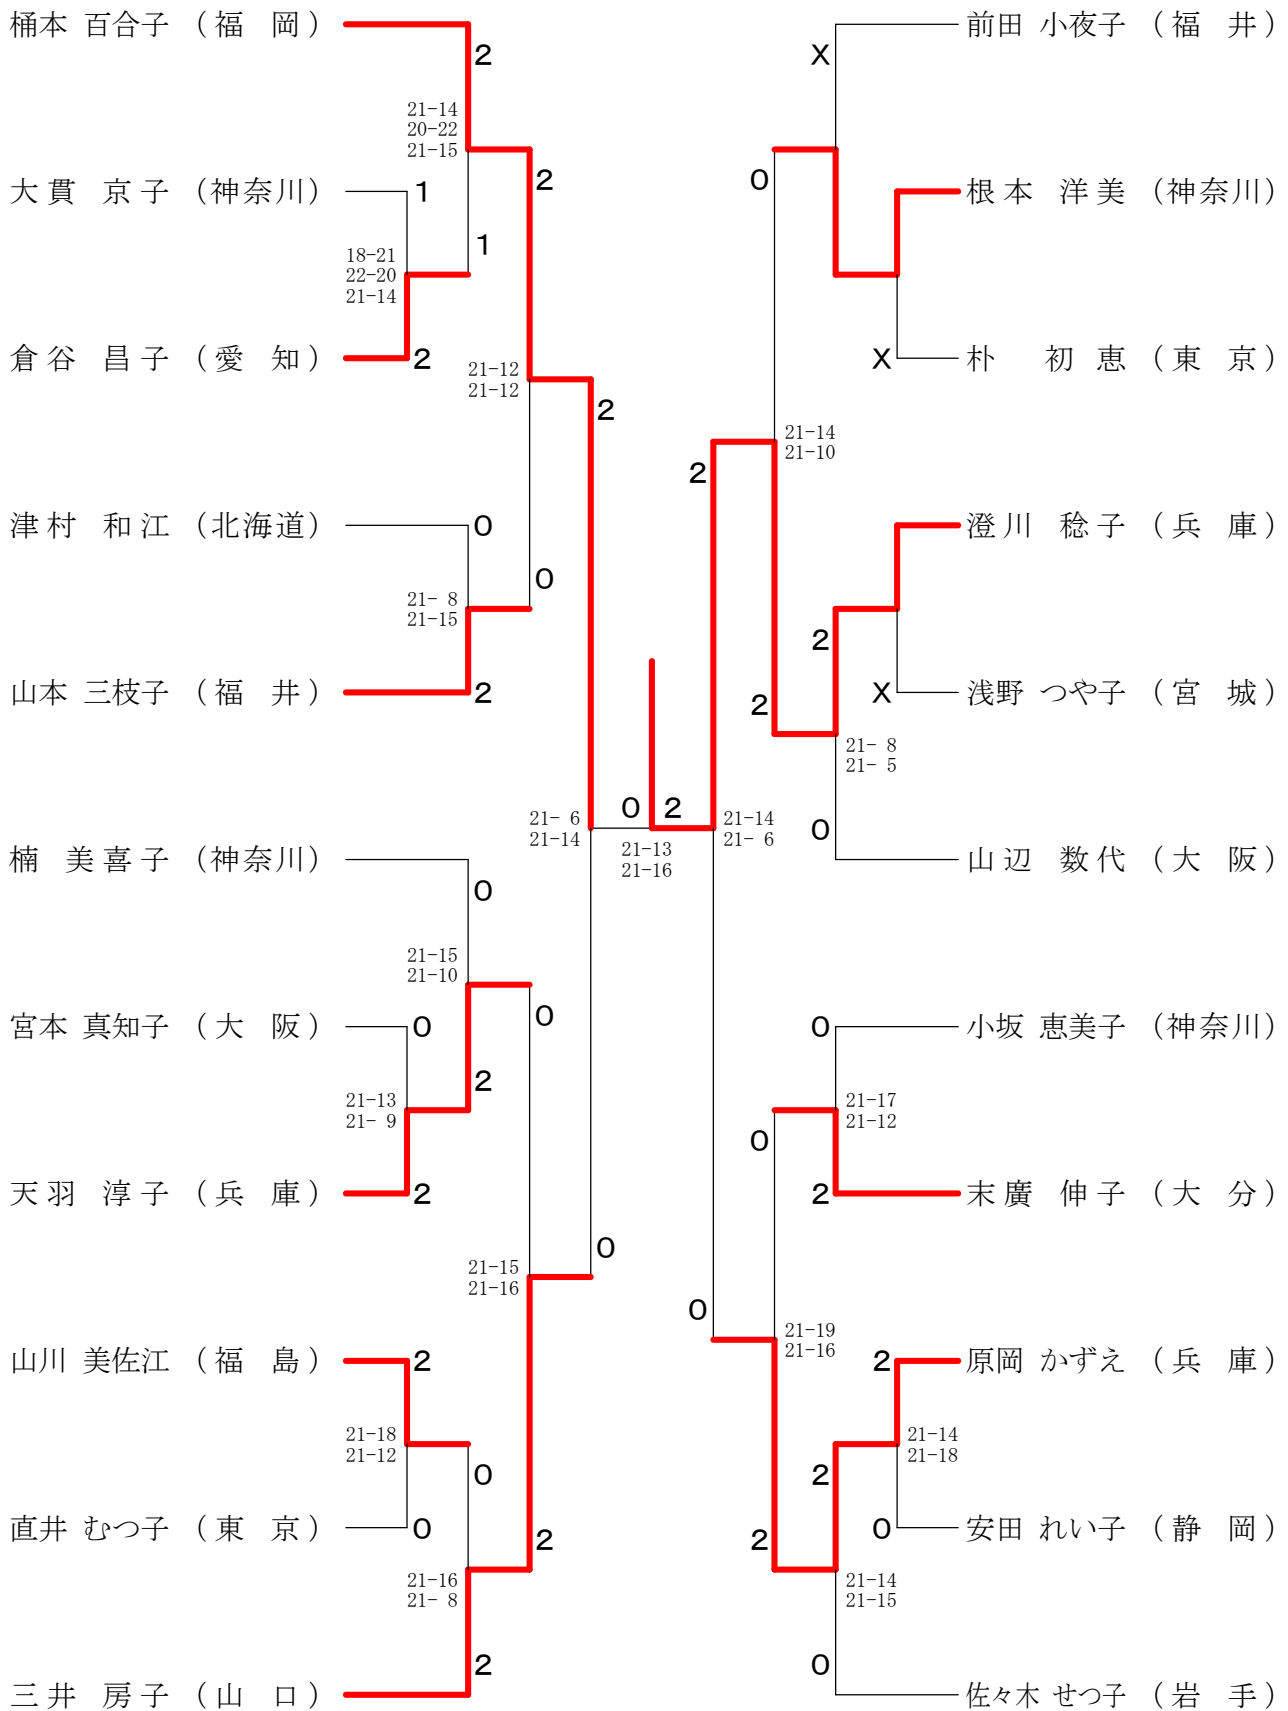 桶本 百合子 （福　岡）
2
21-14
20-22
21-15
2
大貫　京子 （神奈川）
1
1
18-21
22-20
21-14
倉谷　昌子 （愛　知）
2
21-12
21-12
2
津村　和江 （北海道）
0
0
21- 8
21-15
山本 三枝子 （福　井）
2
21- 6
21-14
0
2
21-13
21-16
楠　美喜子 （神奈川）
0
21-15
21-10
0
宮本 真知子 （大　阪）
0
2
21-13
21- 9
天羽　淳子 （兵　庫）
2
21-15
21-16
0
山川 美佐江 （福　島）
2
21-18
21-12
0
直井 むつ子 （東　京）
0
2
21-16
21- 8
三井　房子 （山　口）
2
前田 小夜子 （福　井）
X
0
根本　洋美 （神奈川）
朴　初恵 （東　京）
X
21-14
21-10
2
澄川　稔子 （兵　庫）
2
浅野 つや子 （宮　城）
X
2
21- 8
21- 5
21-14
21- 6
山辺　数代 （大　阪）
0
小坂 恵美子 （神奈川）
0
21-17
21-12
0
末廣　伸子 （大　分）
2
0
21-19
21-16
原岡 かずえ （兵　庫）
2
21-14
21-18
2
安田 れい子 （静　岡）
0
2
21-14
21-15
佐々木 せつ子 （岩　手）
0